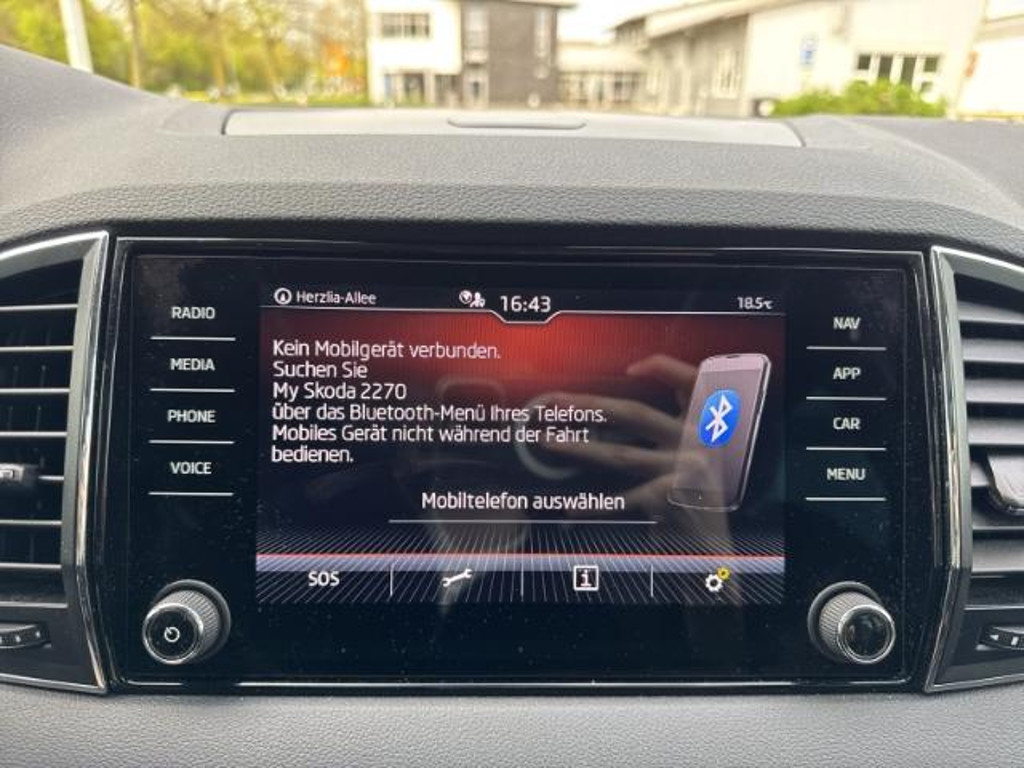 Herzlia-Allee 16:43 18.5°C
RADIO
MEDIA
PHONE
VOICE
Kein Mobilgerät verbunden.
Suchen Sie
My Skoda 2270
über das Bluetooth-Menü Ihres Telefons.
Mobiles Gerät nicht während der Fahrt
bedienen.
Mobiltelefon auswählen
SOS
NAV
APP
CAR
MENU